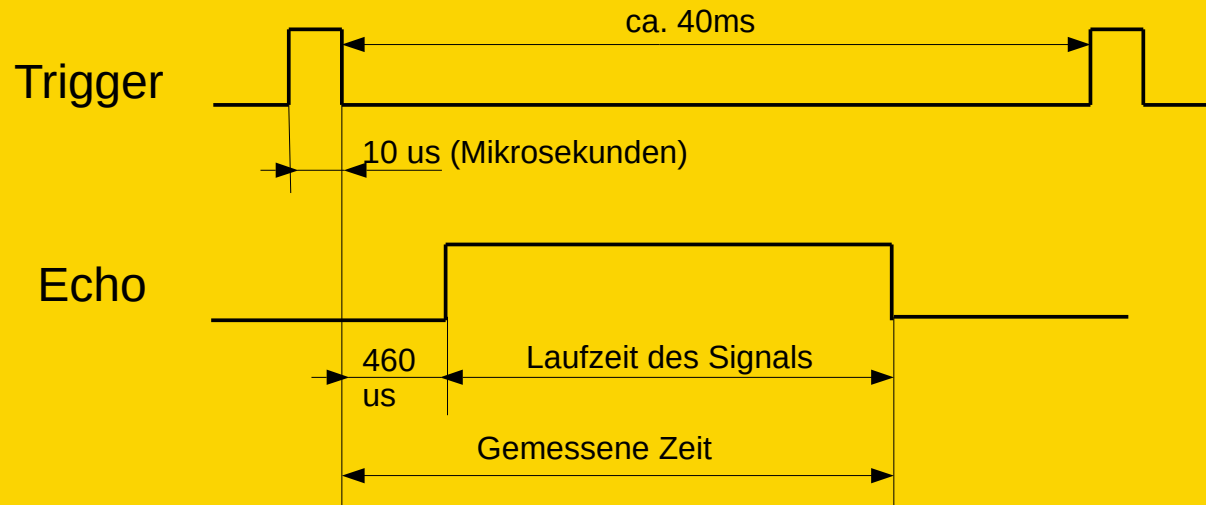 ca. 40ms
Trigger
10 us (Mikrosekunden)
Echo
460
us
Laufzeit des Signals
Gemessene Zeit